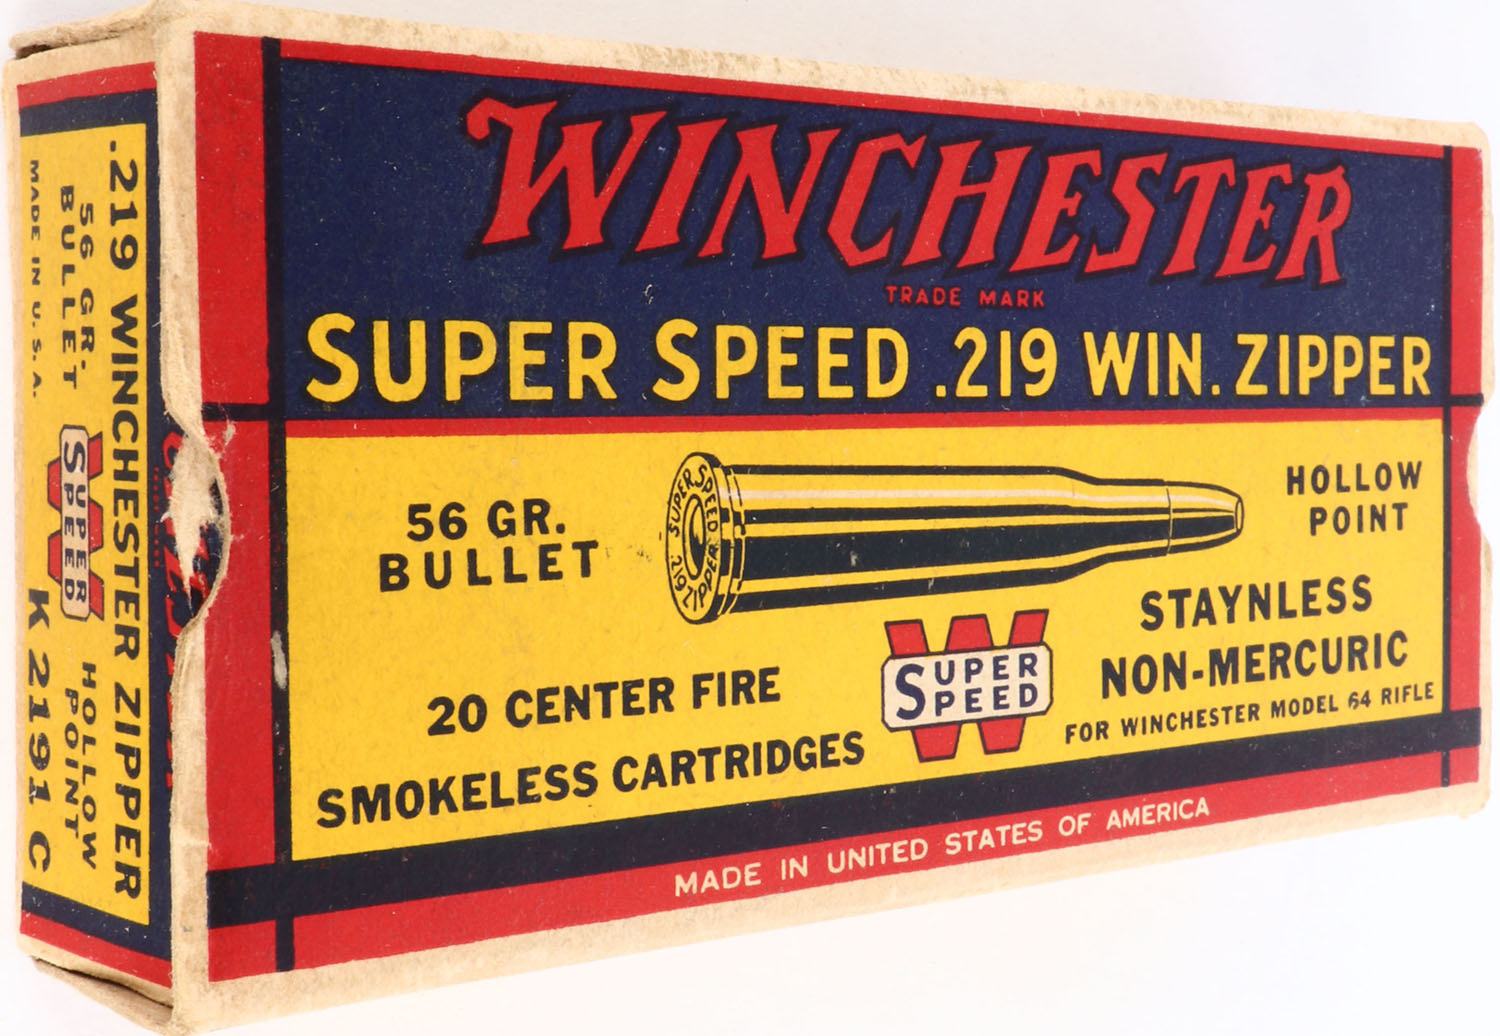 WINCHESTER
TRADE MARK
SUPER SPEED .219 WIN. ZIPPER
56 GR.
BULLET
SUPER SPEED
.219 ZIPPER
HOLLOW
POINT
STAYNLESS
NON-MERCURIC
FOR WINCHESTER MODEL 64 RIFLE
20 CENTER FIRE
SMOKELESS CARTRIDGES
SUPER
SPEED
MADE IN UNITED STATES OF AMERICA
.219 WINCHESTER ZIPPER
56 GR.
BULLET
SUPER
SPEED
HOLLOW
POINT
MADE IN U.S.A.
K 2191 C